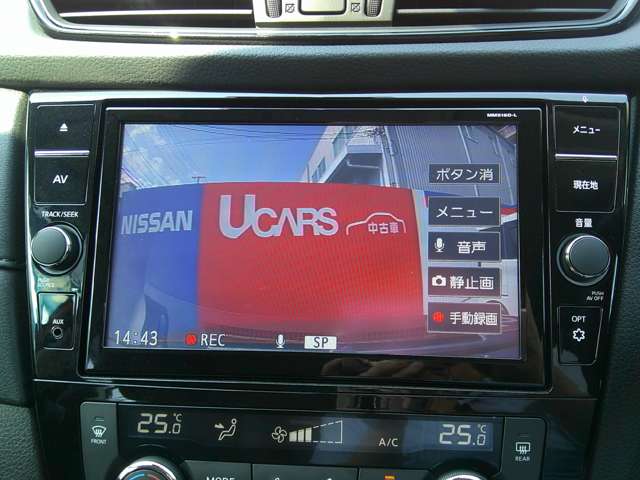 MM516D-L
メニュー
AV
現在地
TRACK/SEEK
音量
PUSH
AV OFF
AUX
OPT
ボタン消
メニュー
音声
静止画
手動録画
NISSAN
UCARS
中古車
14:43
REC
SP
25.0°C
FRONT
A/C
25.0°C
REAR
MODE